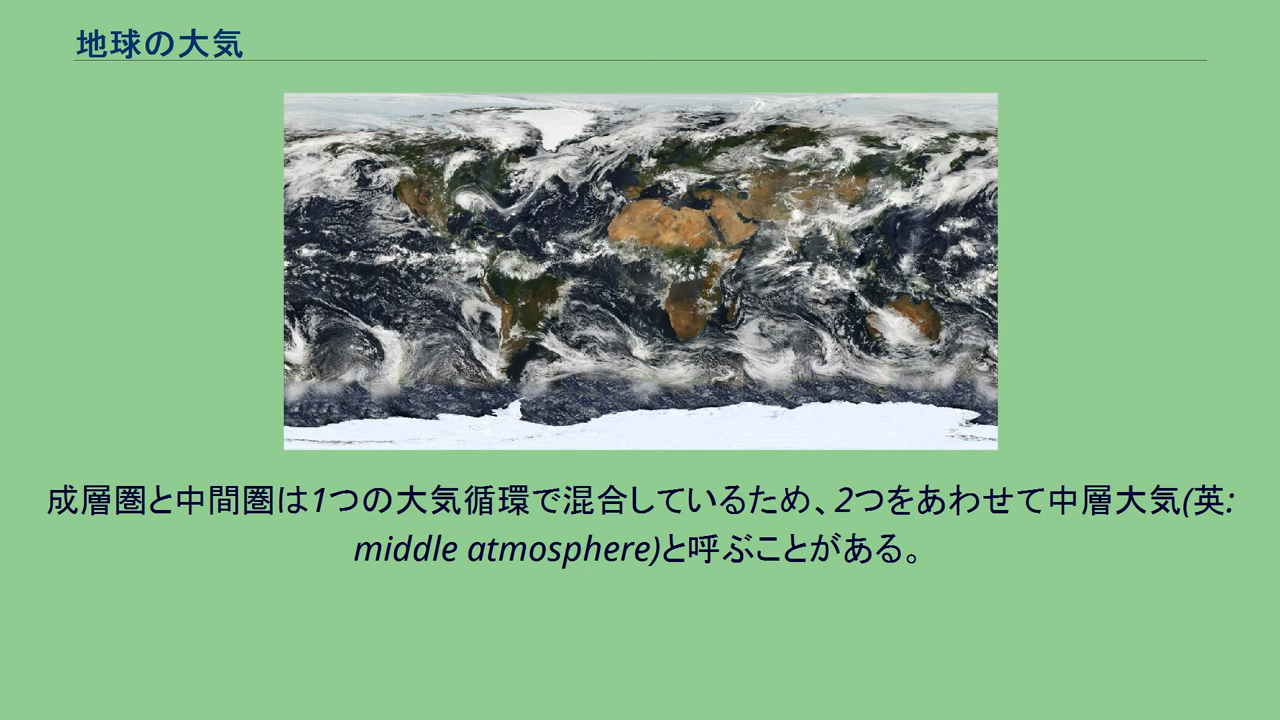 地球の大気
成層圏と中間圏は1つの大気循環で混合しているため、2つをあわせて中層大気(英:
middle atmosphere)と呼ぶことがある。